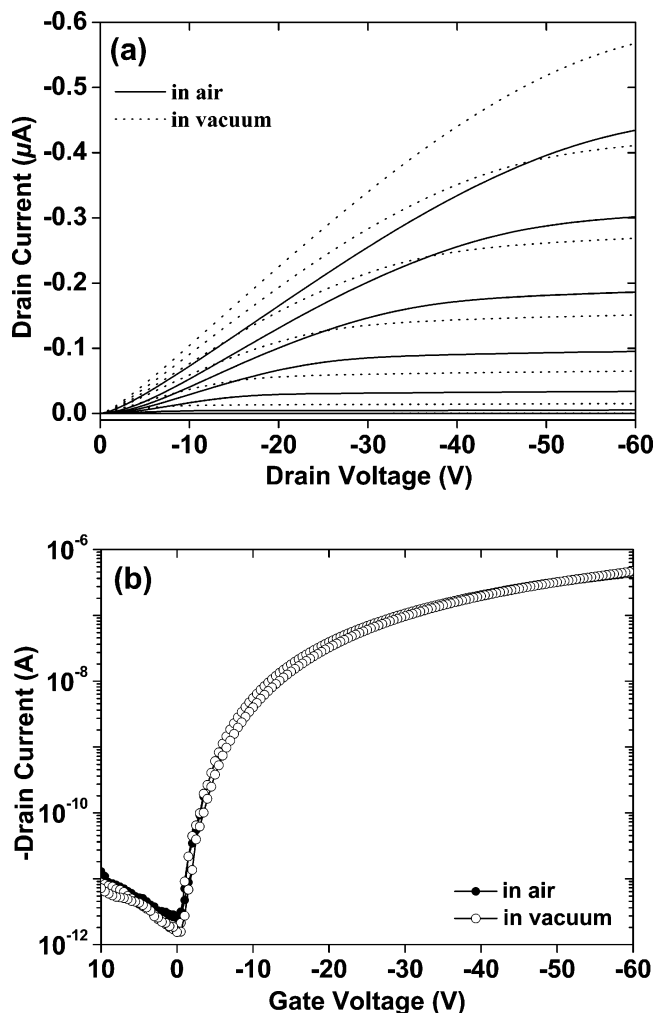 -0.6
(a)
in air
in vacuum
-0.5
-0.4
-0.3
-0.2
-0.1
0.0
Drain Current (μA)
0 -10 -20 -30 -40 -50 -60
Drain Voltage (V)
10⁻⁶
(b)
10⁻⁸
10⁻¹⁰
10⁻¹²
-Drain Current (A)
in air
in vacuum
10 0 -10 -20 -30 -40 -50 -60
Gate Voltage (V)